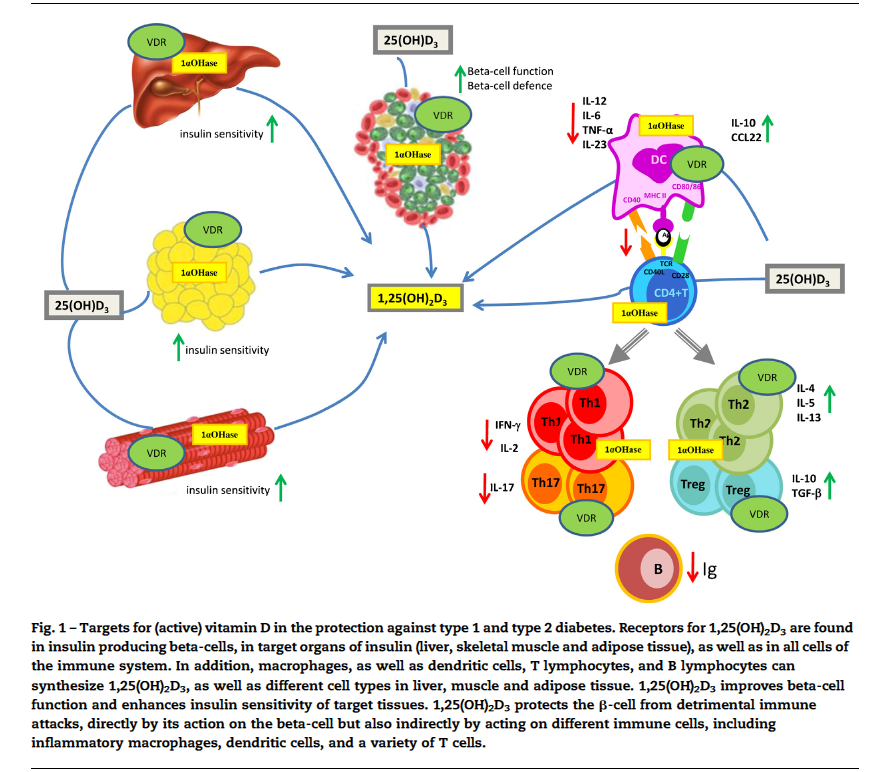 VDR
1αOHase
insulin sensitivity
25(OH)D3
Beta-cell function
Beta-cell defence
VDR
1αOHase
IL-12
IL-6
TNF-α
IL-23
1αOHase
DC
VDR
CD80/86
MHC II
CD40
IL-10
CCL22
Ag
TCR
CD40L
CD28
CD4+T
1αOHase
25(OH)D3
VDR
1αOHase
insulin sensitivity
25(OH)D3
1,25(OH)2D3
VDR
1αOHase
insulin sensitivity
VDR
Th1
Th1
Th1
1αOHase
IFN-γ
IL-2
IL-17
Th17
Th17
VDR
VDR
Th2
Th2
Th2
1αOHase
IL-4
IL-5
IL-13
Treg
Treg
VDR
IL-10
TGF-β
B
Ig
Fig. 1 – Targets for (active) vitamin D in the protection against type 1 and type 2 diabetes. Receptors for 1,25(OH)2D3 are found
in insulin producing beta-cells, in target organs of insulin (liver, skeletal muscle and adipose tissue), as well as in all cells of
the immune system. In addition, macrophages, as well as dendritic cells, T lymphocytes, and B lymphocytes can
synthesize 1,25(OH)2D3, as well as different cell types in liver, muscle and adipose tissue. 1,25(OH)2D3 improves beta-cell
function and enhances insulin sensitivity of target tissues. 1,25(OH)2D3 protects the β-cell from detrimental immune
attacks, directly by its action on the beta-cell but also indirectly by acting on different immune cells, including
inflammatory macrophages, dendritic cells, and a variety of T cells.